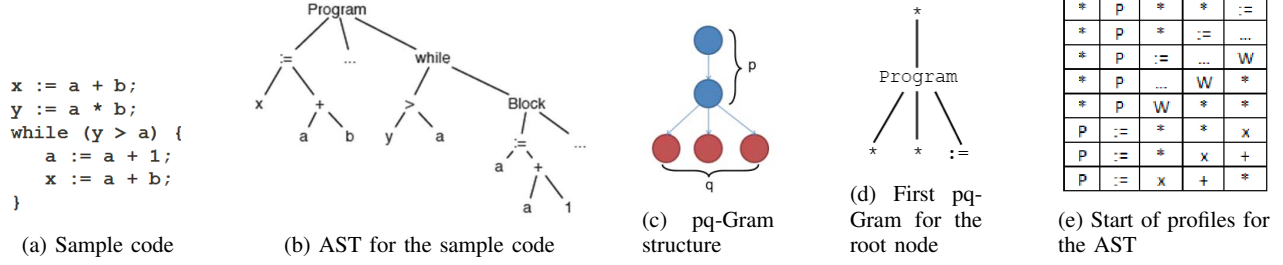 x := a + b;
y := a * b;
while (y > a) {
a := a + 1;
x := a + b;
}
(a) Sample code
Program
:= ... while
x + > Block
a b y a := ...
a +
a 1
(b) AST for the sample code
p
q
(c) pq-Gram
structure
*
Program
* * :=
(d) First pq-
Gram for the
root node
* P * * :=
* P * := ...
* P := ... W
* P ... W *
* P W * *
P := * * x
P := * x +
P := x + *
(e) Start of profiles for
the AST